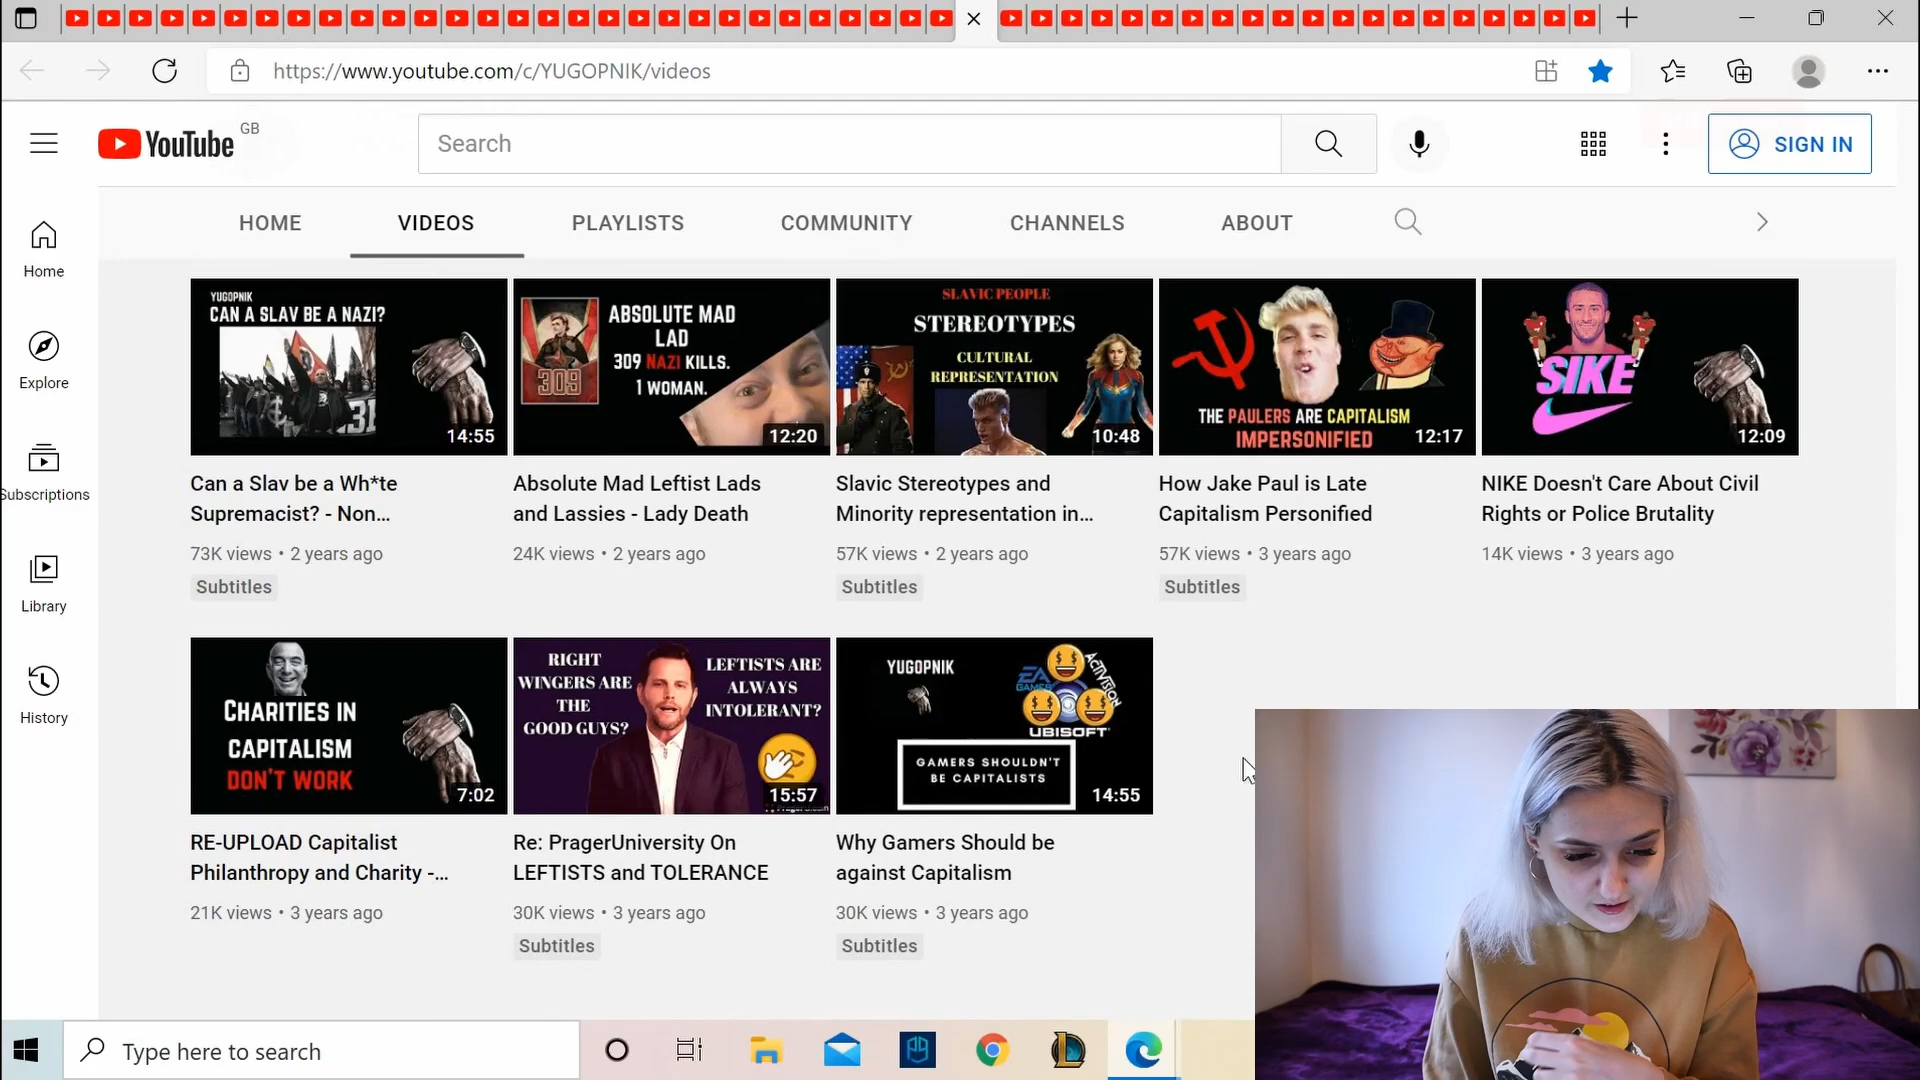 https://www.youtube.com/c/YUGOPNIK/videos
YouTube GB
Search
SIGN IN
HOME VIDEOS PLAYLISTS COMMUNITY CHANNELS ABOUT
Home
Explore
Subscriptions
Library
History
YUGOPNIK
CAN A SLAV BE A NAZI?
14:55
Can a Slav be a Wh*te
Supremacist? - Non...
73K views • 2 years ago
Subtitles
ABSOLUTE MAD
LAD
309 NAZI KILLS.
1 WOMAN.
309
12:20
Absolute Mad Leftist Lads
and Lassies - Lady Death
24K views • 2 years ago
SLAVIC PEOPLE
STEREOTYPES
CULTURAL
REPRESENTATION
10:48
Slavic Stereotypes and
Minority representation in...
57K views • 2 years ago
Subtitles
THE PAULERS ARE CAPITALISM
IMPERSONIFIED
12:17
How Jake Paul is Late
Capitalism Personified
57K views • 3 years ago
Subtitles
SIKE
12:09
NIKE Doesn't Care About Civil
Rights or Police Brutality
14K views • 3 years ago
CHARITIES IN
CAPITALISM
DON'T WORK
7:02
RE-UPLOAD Capitalist
Philanthropy and Charity -...
21K views • 3 years ago
RIGHT
WINGERS ARE
THE
GOOD GUYS?
LEFTISTS ARE
ALWAYS
INTOLERANT?
15:57
Re: PragerUniversity On
LEFTISTS and TOLERANCE
30K views • 3 years ago
Subtitles
YUGOPNIK
EA
GAMES
ACTIVISION
UBISOFT
GAMERS SHOULDN'T
BE CAPITALISTS
14:55
Why Gamers Should be
against Capitalism
30K views • 3 years ago
Subtitles
Type here to search